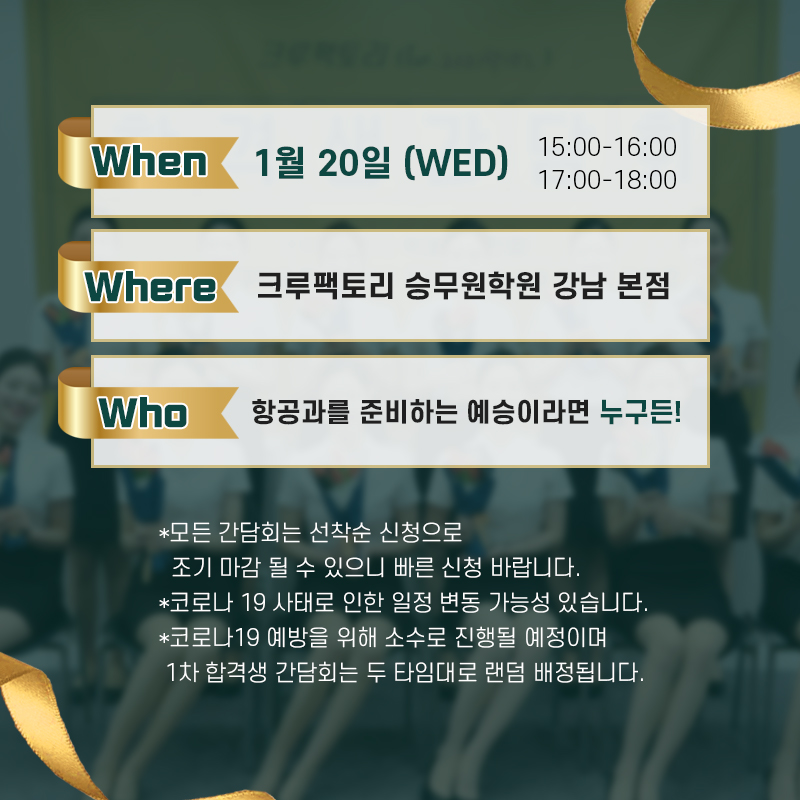 When
1월 20일 (WED)
15:00-16:00
17:00-18:00
Where
크루팩토리 승무원학원 강남 본점
Who
항공과를 준비하는 예승이라면 누구든!
*모든 간담회는 선착순 신청으로
조기 마감 될 수 있으니 빠른 신청 바랍니다.
*코로나 19 사태로 인한 일정 변동 가능성 있습니다.
*코로나19 예방을 위해 소수로 진행될 예정이며
1차 합격생 간담회는 두 타임대로 랜덤 배정됩니다.